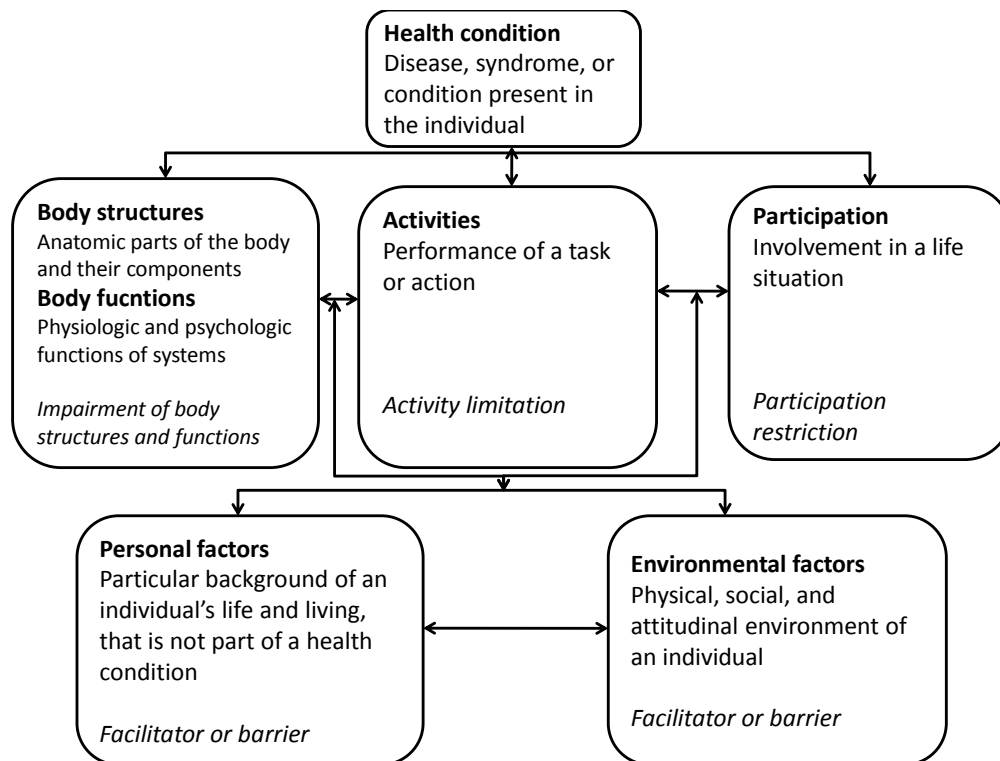 Health condition
Disease, syndrome, or
condition present in
the individual
Body structures
Anatomic parts of the body
and their components
Body fucntions
Physiologic and psychologic
functions of systems
Impairment of body
structures and functions
Activities
Performance of a task
or action
Activity limitation
Participation
Involvement in a life
situation
Participation
restriction
Personal factors
Particular background of an
individual’s life and living,
that is not part of a health
condition
Facilitator or barrier
Environmental factors
Physical, social, and
attitudinal environment of
an individual
Facilitator or barrier